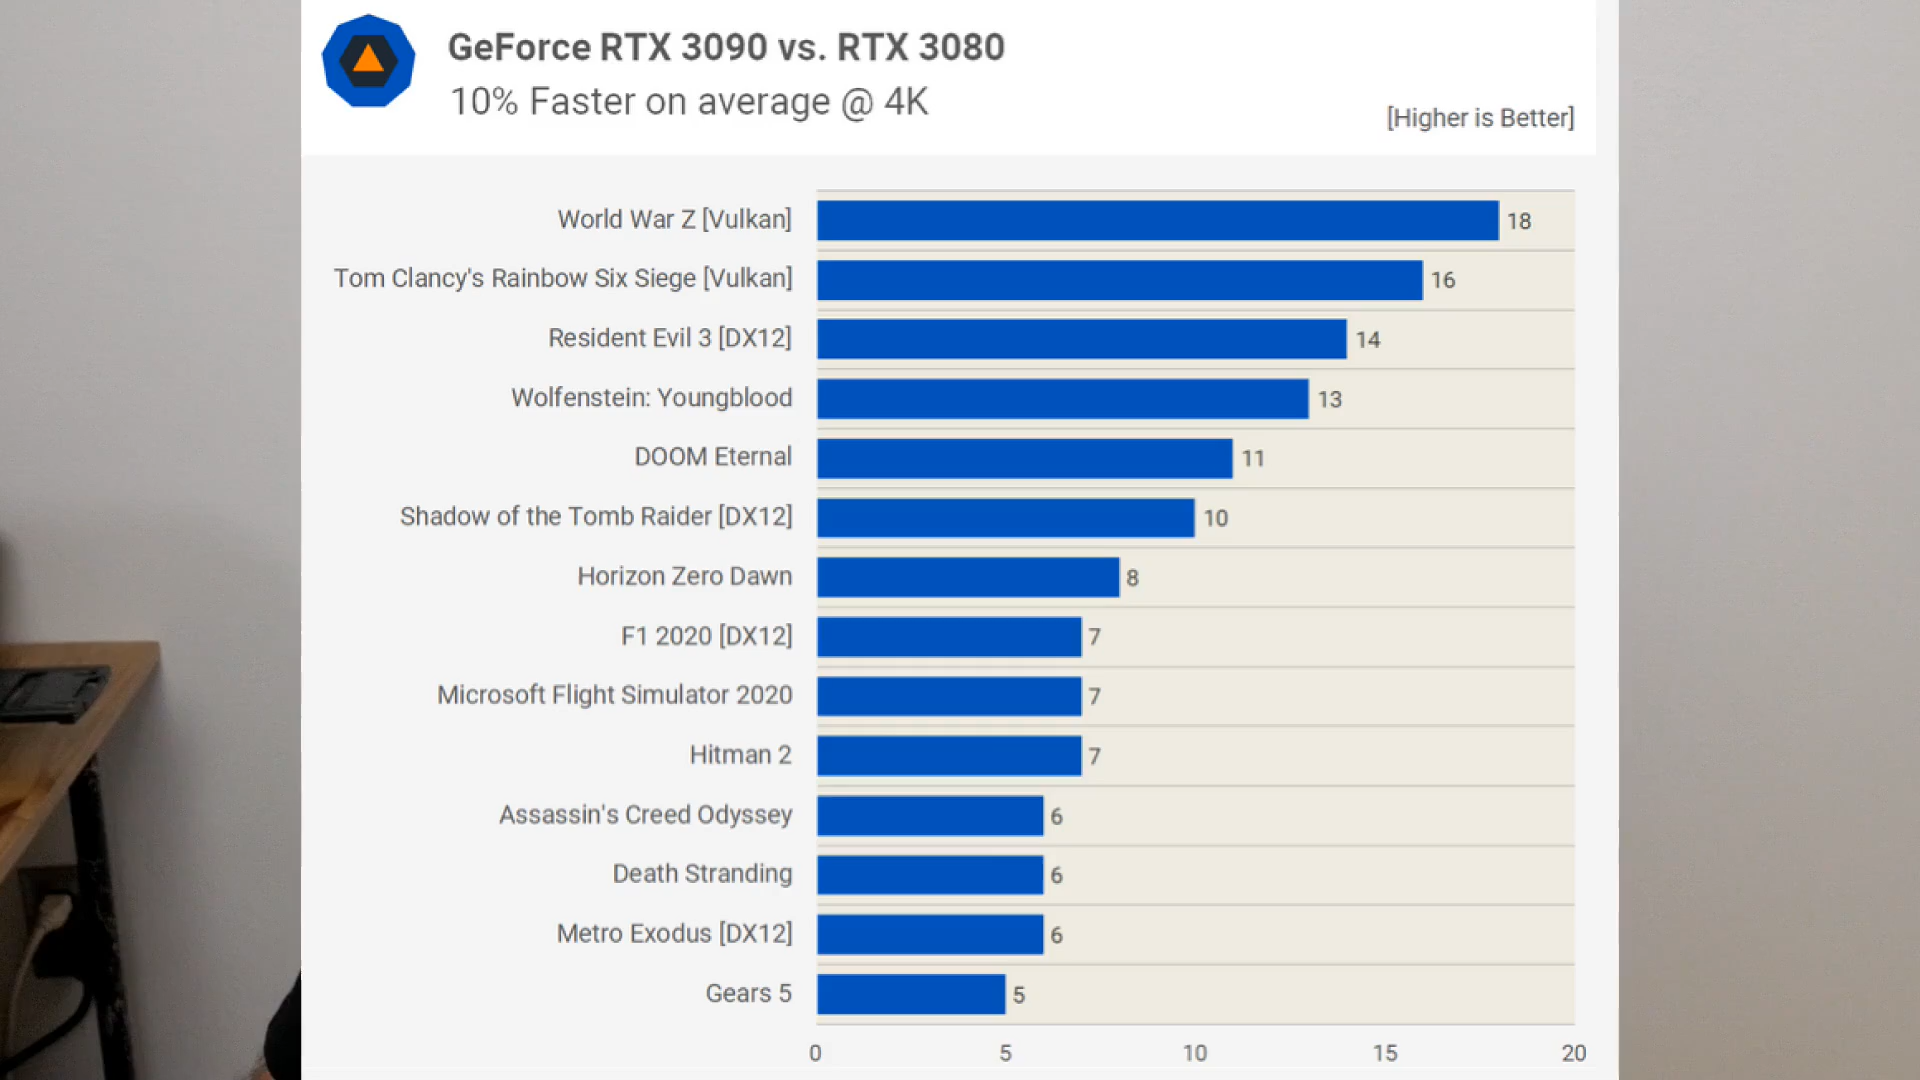 GeForce RTX 3090 vs. RTX 3080
10% Faster on average @ 4K
[Higher is Better]
World War Z [Vulkan] 18
Tom Clancy's Rainbow Six Siege [Vulkan] 16
Resident Evil 3 [DX12] 14
Wolfenstein: Youngblood 13
DOOM Eternal 11
Shadow of the Tomb Raider [DX12] 10
Horizon Zero Dawn 8
F1 2020 [DX12] 7
Microsoft Flight Simulator 2020 7
Hitman 2 7
Assassin's Creed Odyssey 6
Death Stranding 6
Metro Exodus [DX12] 6
Gears 5 5
0 5 10 15 20